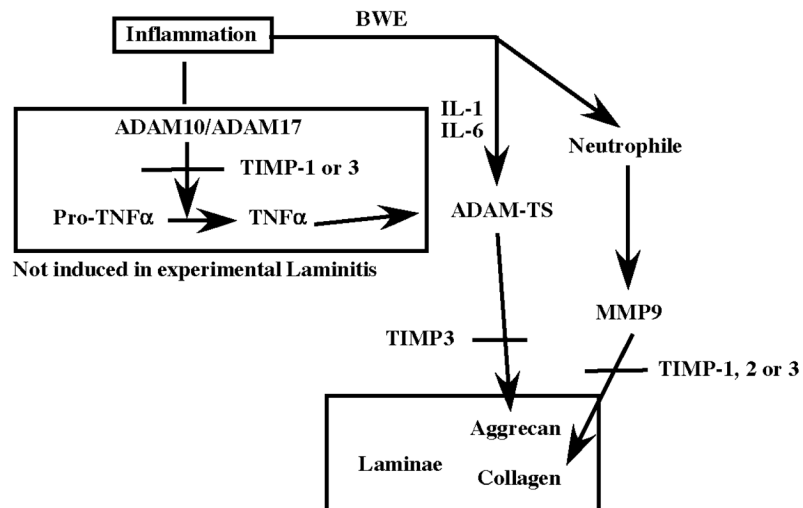 BWE
Inflammation
IL-1
IL-6
ADAM10/ADAM17
Neutrophile
TIMP-1 or 3
Pro-TNFα
TNFα
ADAM-TS
Not induced in experimental Laminitis
MMP9
TIMP3
TIMP-1, 2 or 3
Aggrecan
Laminae
Collagen